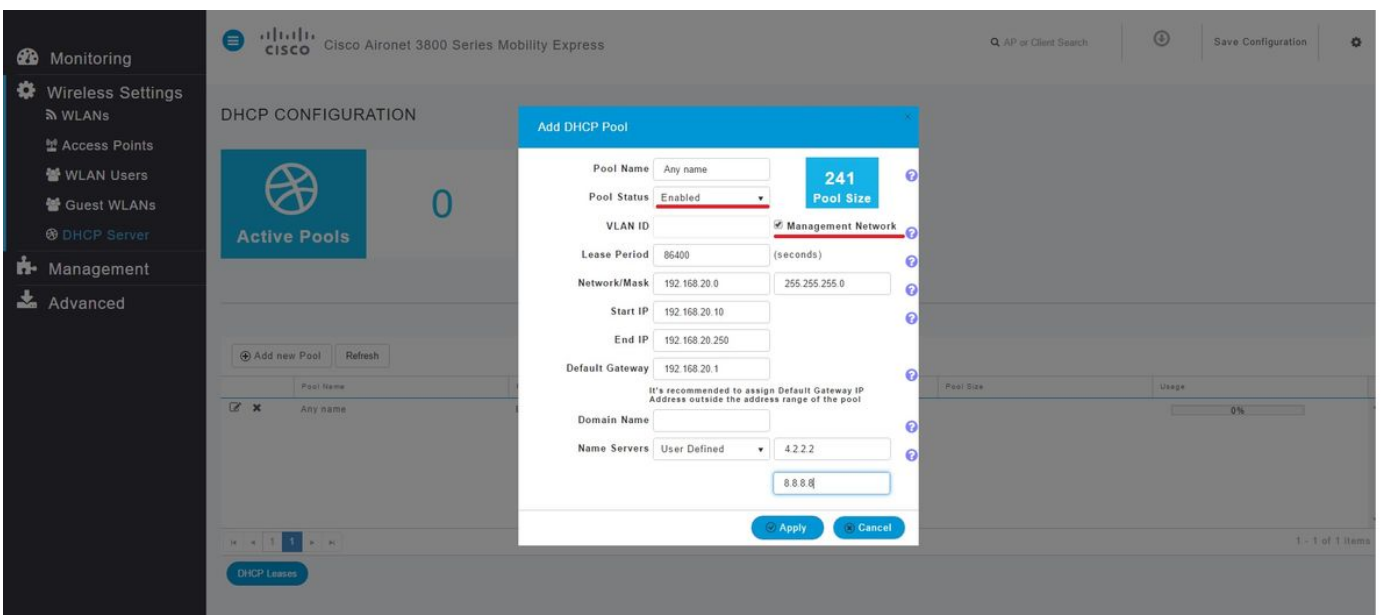 CISCO Cisco Aironet 3800 Series Mobility Express
AP or Client Search
Save Configuration
Monitoring
Wireless Settings
WLANs
Access Points
WLAN Users
Guest WLANs
DHCP Server
Management
Advanced
DHCP CONFIGURATION
Active Pools
0
Add new Pool
Refresh
Pool Name
Pool Size
Usage
Any name
0%
1
1
1 - 1 of 1 items
DHCP Leases
Add DHCP Pool
Pool Name Any name
241
Pool Size
Pool Status Enabled
VLAN ID Management Network
Lease Period 86400 (seconds)
Network/Mask 192.168.20.0 255.255.255.0
Start IP 192.168.20.10
End IP 192.168.20.250
Default Gateway 192.168.20.1
It's recommended to assign Default Gateway IP
Address outside the address range of the pool
Domain Name
Name Servers User Defined 4.2.2.2
8.8.8.8
Apply
Cancel